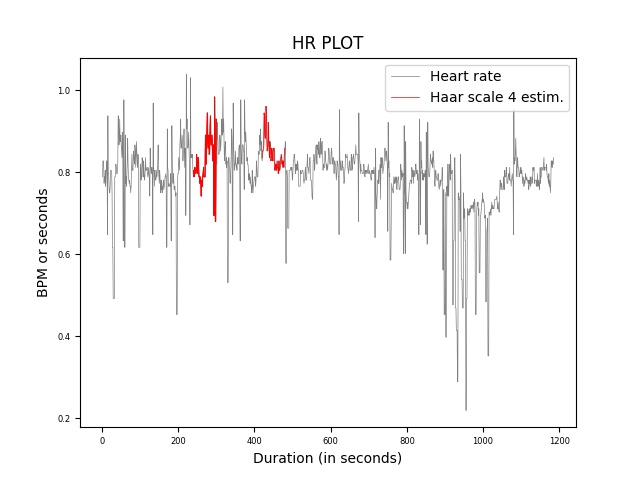 HR PLOT
Heart rate
Haar scale 4 estim.
BPM or seconds
1.0
0.8
0.6
0.4
0.2
0 200 400 600 800 1000 1200
Duration (in seconds)